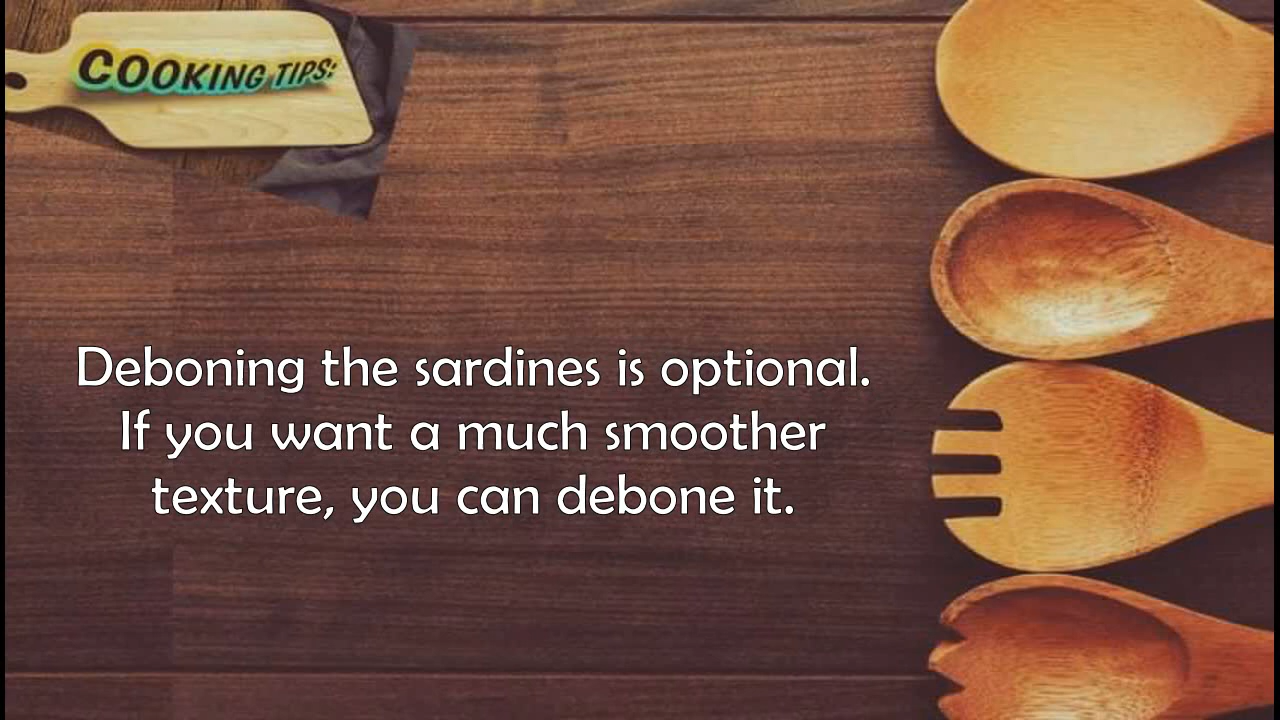 COOKING TIPS:
Deboning the sardines is optional.
If you want a much smoother
texture, you can debone it.